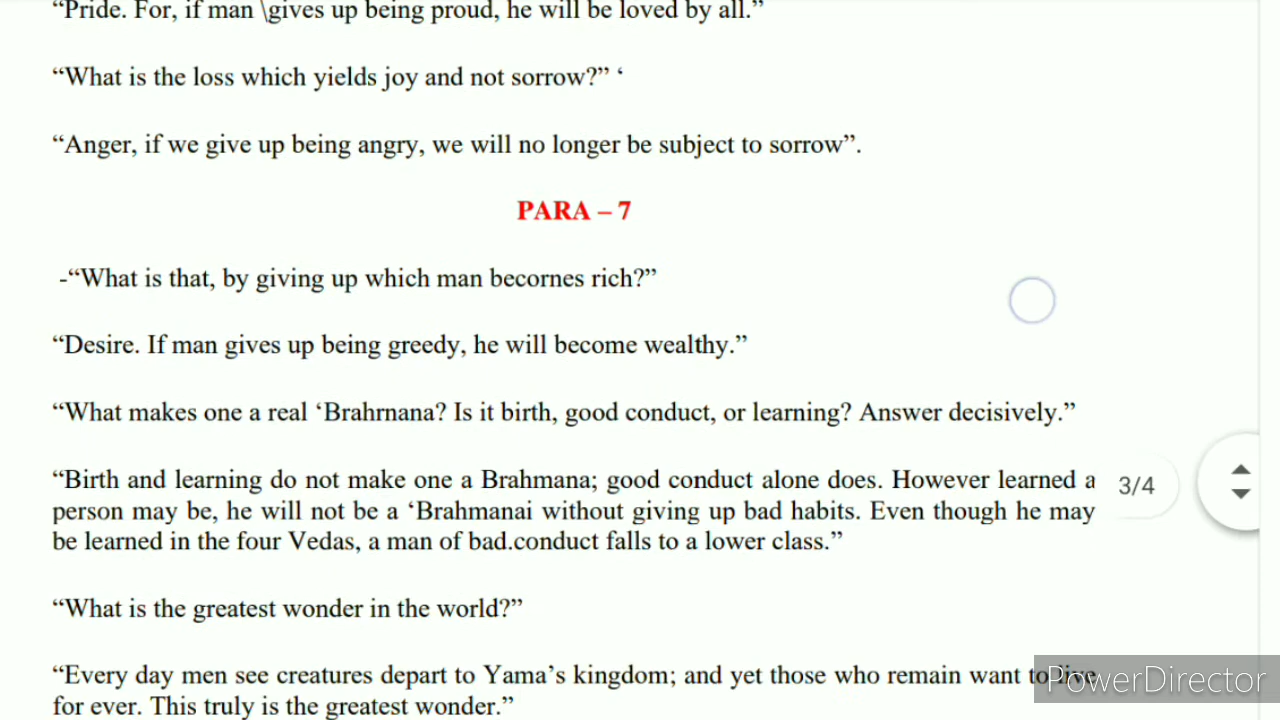 “Pride. For, if man \gives up being proud, he will be loved by all.”
“What is the loss which yields joy and not sorrow?” ‘
“Anger, if we give up being angry, we will no longer be subject to sorrow”.
PARA – 7
-“What is that, by giving up which man becornes rich?”
“Desire. If man gives up being greedy, he will become wealthy.”
“What makes one a real ‘Brahrnana? Is it birth, good conduct, or learning? Answer decisively.”
“Birth and learning do not make one a Brahmana; good conduct alone does. However learned a
person may be, he will not be a ‘Brahmanai without giving up bad habits. Even though he may
be learned in the four Vedas, a man of bad.conduct falls to a lower class.”
3/4
“What is the greatest wonder in the world?”
“Every day men see creatures depart to Yama’s kingdom; and yet those who remain want to live
for ever. This truly is the greatest wonder.”
PowerDirector